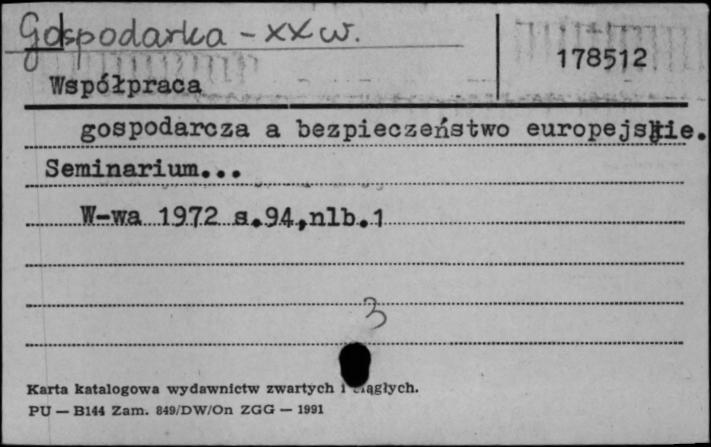 Gospodarka - XX w.
178512
Współpraca
gospodarcza a bezpieczeństwo europejskie.
Seminarium...
W-wa 1972 s.94,nlb.1
3
Karta katalogowa wydawnictw zwartych i ciągłych.
PU — B144 Zam. 849/DW/On ZGG — 1991